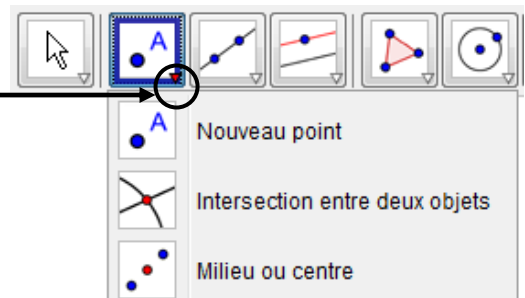 A
A
Nouveau point
Intersection entre deux objets
Milieu ou centre